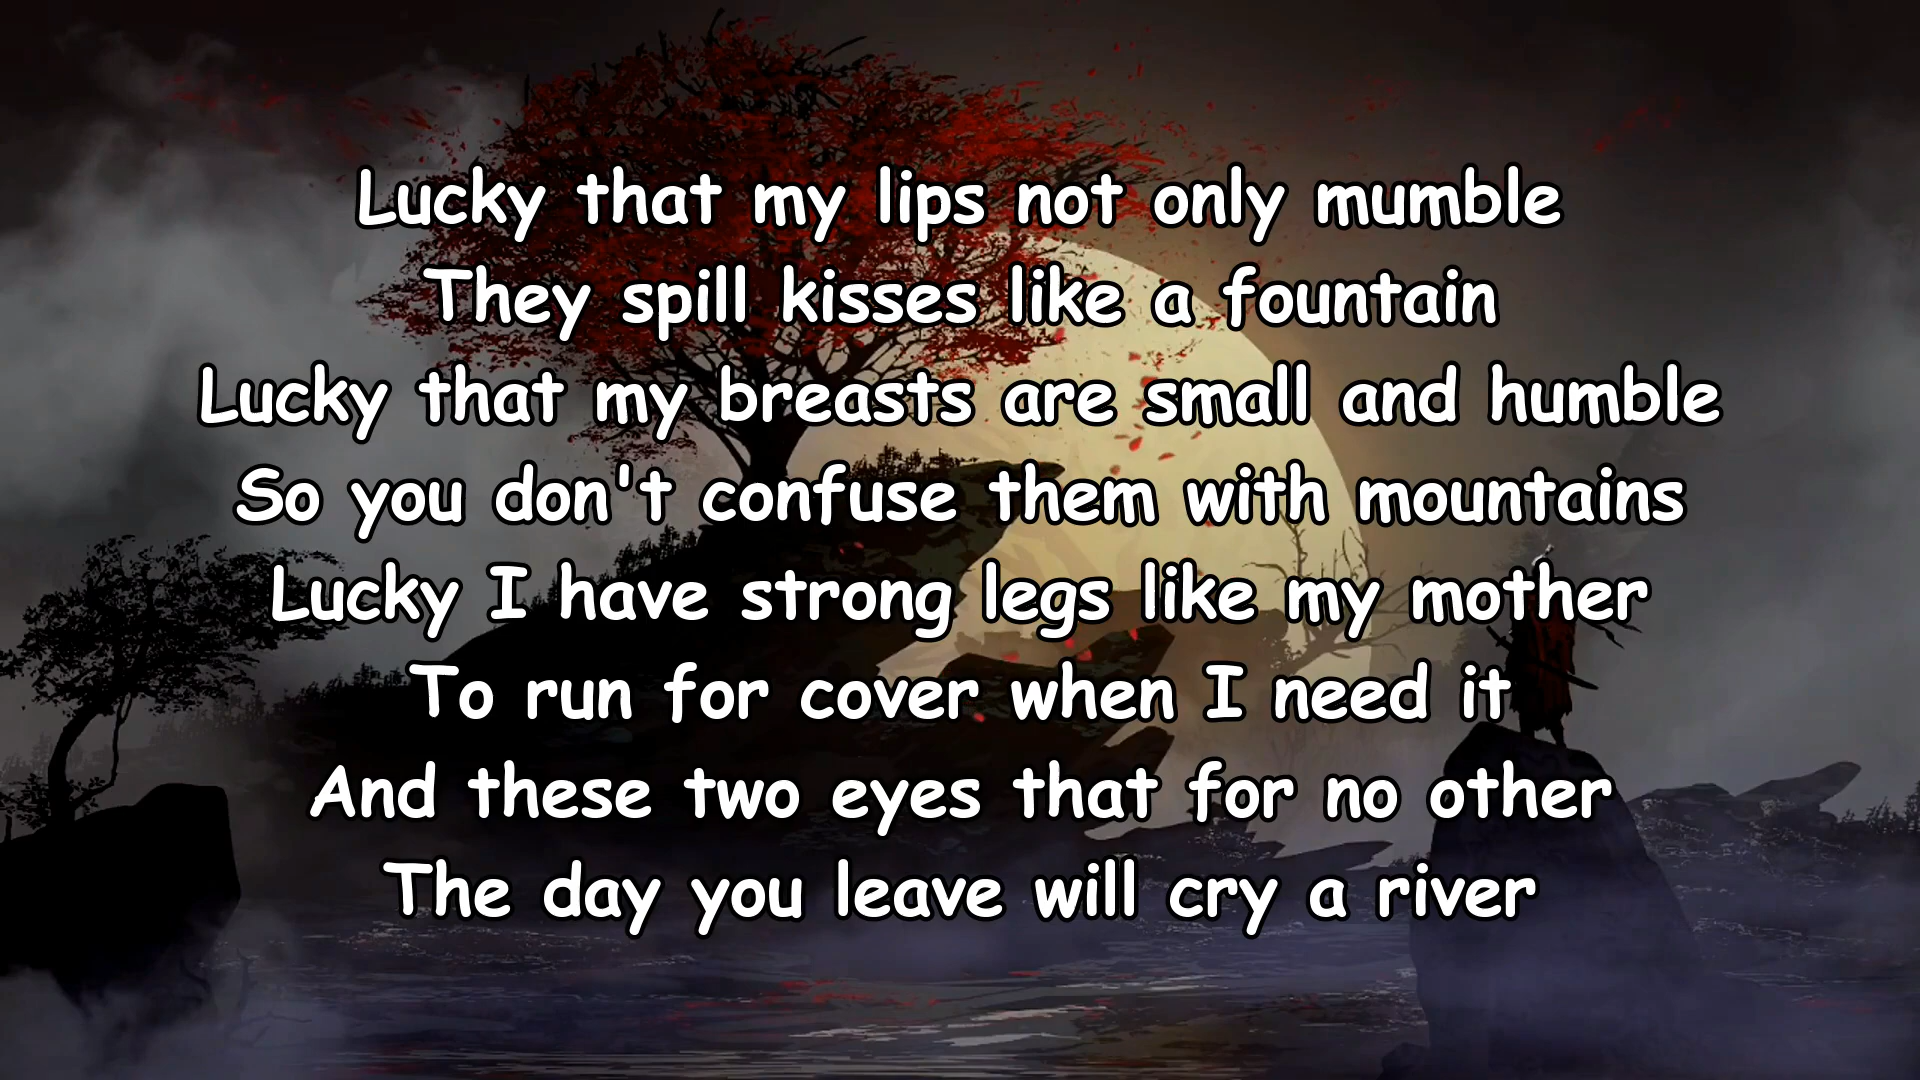 Lucky that my lips not only mumble
They spill kisses like a fountain
Lucky that my breasts are small and humble
So you don't confuse them with mountains
Lucky I have strong legs like my mother
To run for cover when I need it
And these two eyes that for no other
The day you leave will cry a river